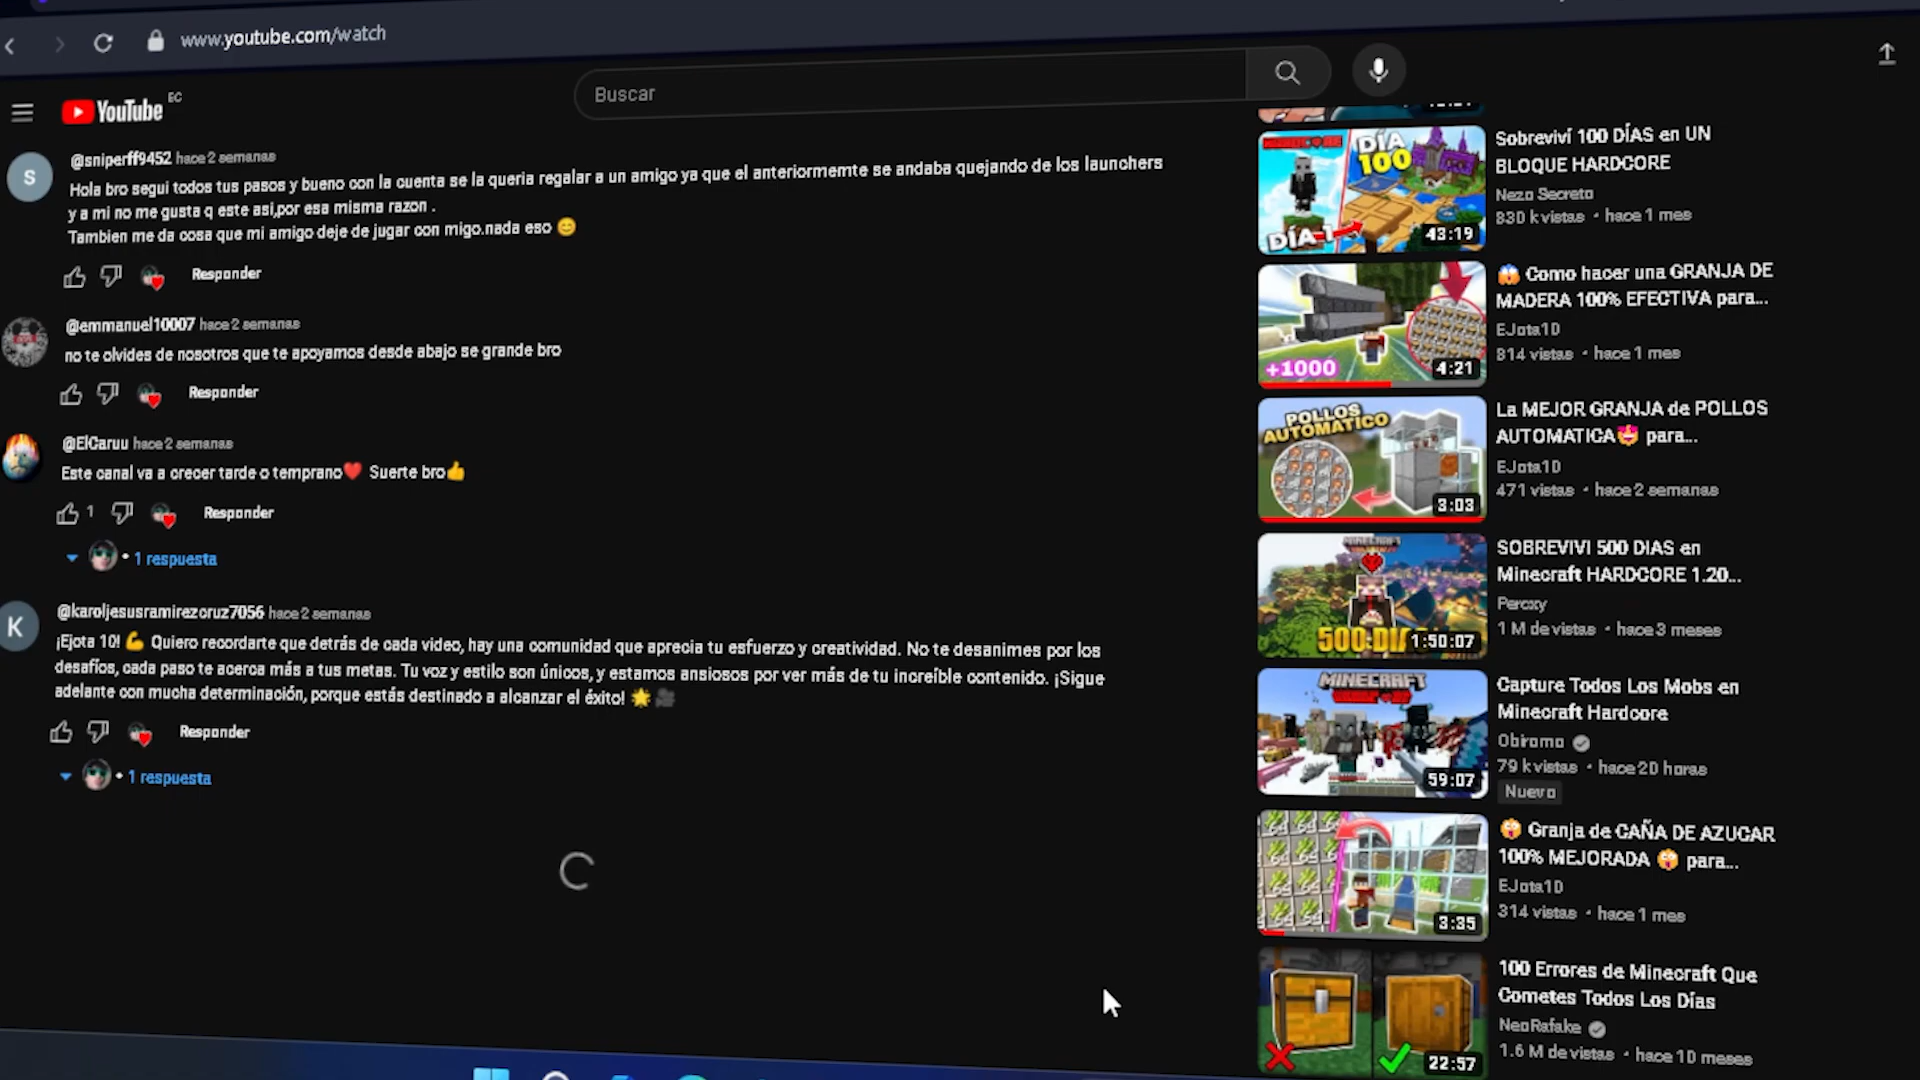 www.youtube.com/watch
YouTube EC
Buscar
@sniperff9452 hace 2 semanas
Hola bro segui todos tus pasos y bueno con la cuenta se la queria regalar a un amigo ya que el anteriormemte se andaba quejando de los launchers
y a mi no me gusta q este asi,por esa misma razon .
Tambien me da cosa que mi amigo deje de jugar con migo.nada eso 😊
Responder
@emmanuel10007 hace 2 semanas
no te olvides de nosotros que te apoyamos desde abajo se grande bro
Responder
@ElCaruu hace 2 semanas
Este canal va a crecer tarde o temprano❤️ Suerte bro👍
1 Responder
• 1 respuesta
@karoljesusramirezcruz7056 hace 2 semanas
¡Ejota 10! 💪 Quiero recordarte que detrás de cada video, hay una comunidad que aprecia tu esfuerzo y creatividad. No te desanimes por los
desafíos, cada paso te acerca más a tus metas. Tu voz y estilo son únicos, y estamos ansiosos por ver más de tu increíble contenido. ¡Sigue
adelante con mucha determinación, porque estás destinado a alcanzar el éxito! 🌟🎥
Responder
• 1 respuesta
S
K
DÍA
100
DÍA 1
43:19
Sobreviví 100 DÍAS en UN
BLOQUE HARDCORE
Nezo Secreto
830 k vistas • hace 1 mes
+1000
4:21
😱 Como hacer una GRANJA DE
MADERA 100% EFECTIVA para...
EJota10
814 vistas • hace 1 mes
POLLOS
AUTOMATICO
3:03
La MEJOR GRANJA de POLLOS
AUTOMATICA🤩 para...
EJota10
471 vistas • hace 2 semanas
MINECRAFT
1:50:07
SOBREVIVI 500 DIAS en
Minecraft HARDCORE 1.20...
Peroxy
1 M de vistas • hace 3 meses
MINECRAFT
59:07
Capture Todos Los Mobs en
Minecraft Hardcore
Obiromo
79 k vistas • hace 20 horas
Nuevo
3:35
😲 Granja de CAÑA DE AZUCAR
100% MEJORADA 😲 para...
EJota10
314 vistas • hace 1 mes
22:57
100 Errores de Minecraft Que
Cometes Todos Los Días
NeoRafake
1.6 M de vistas • hace 10 meses